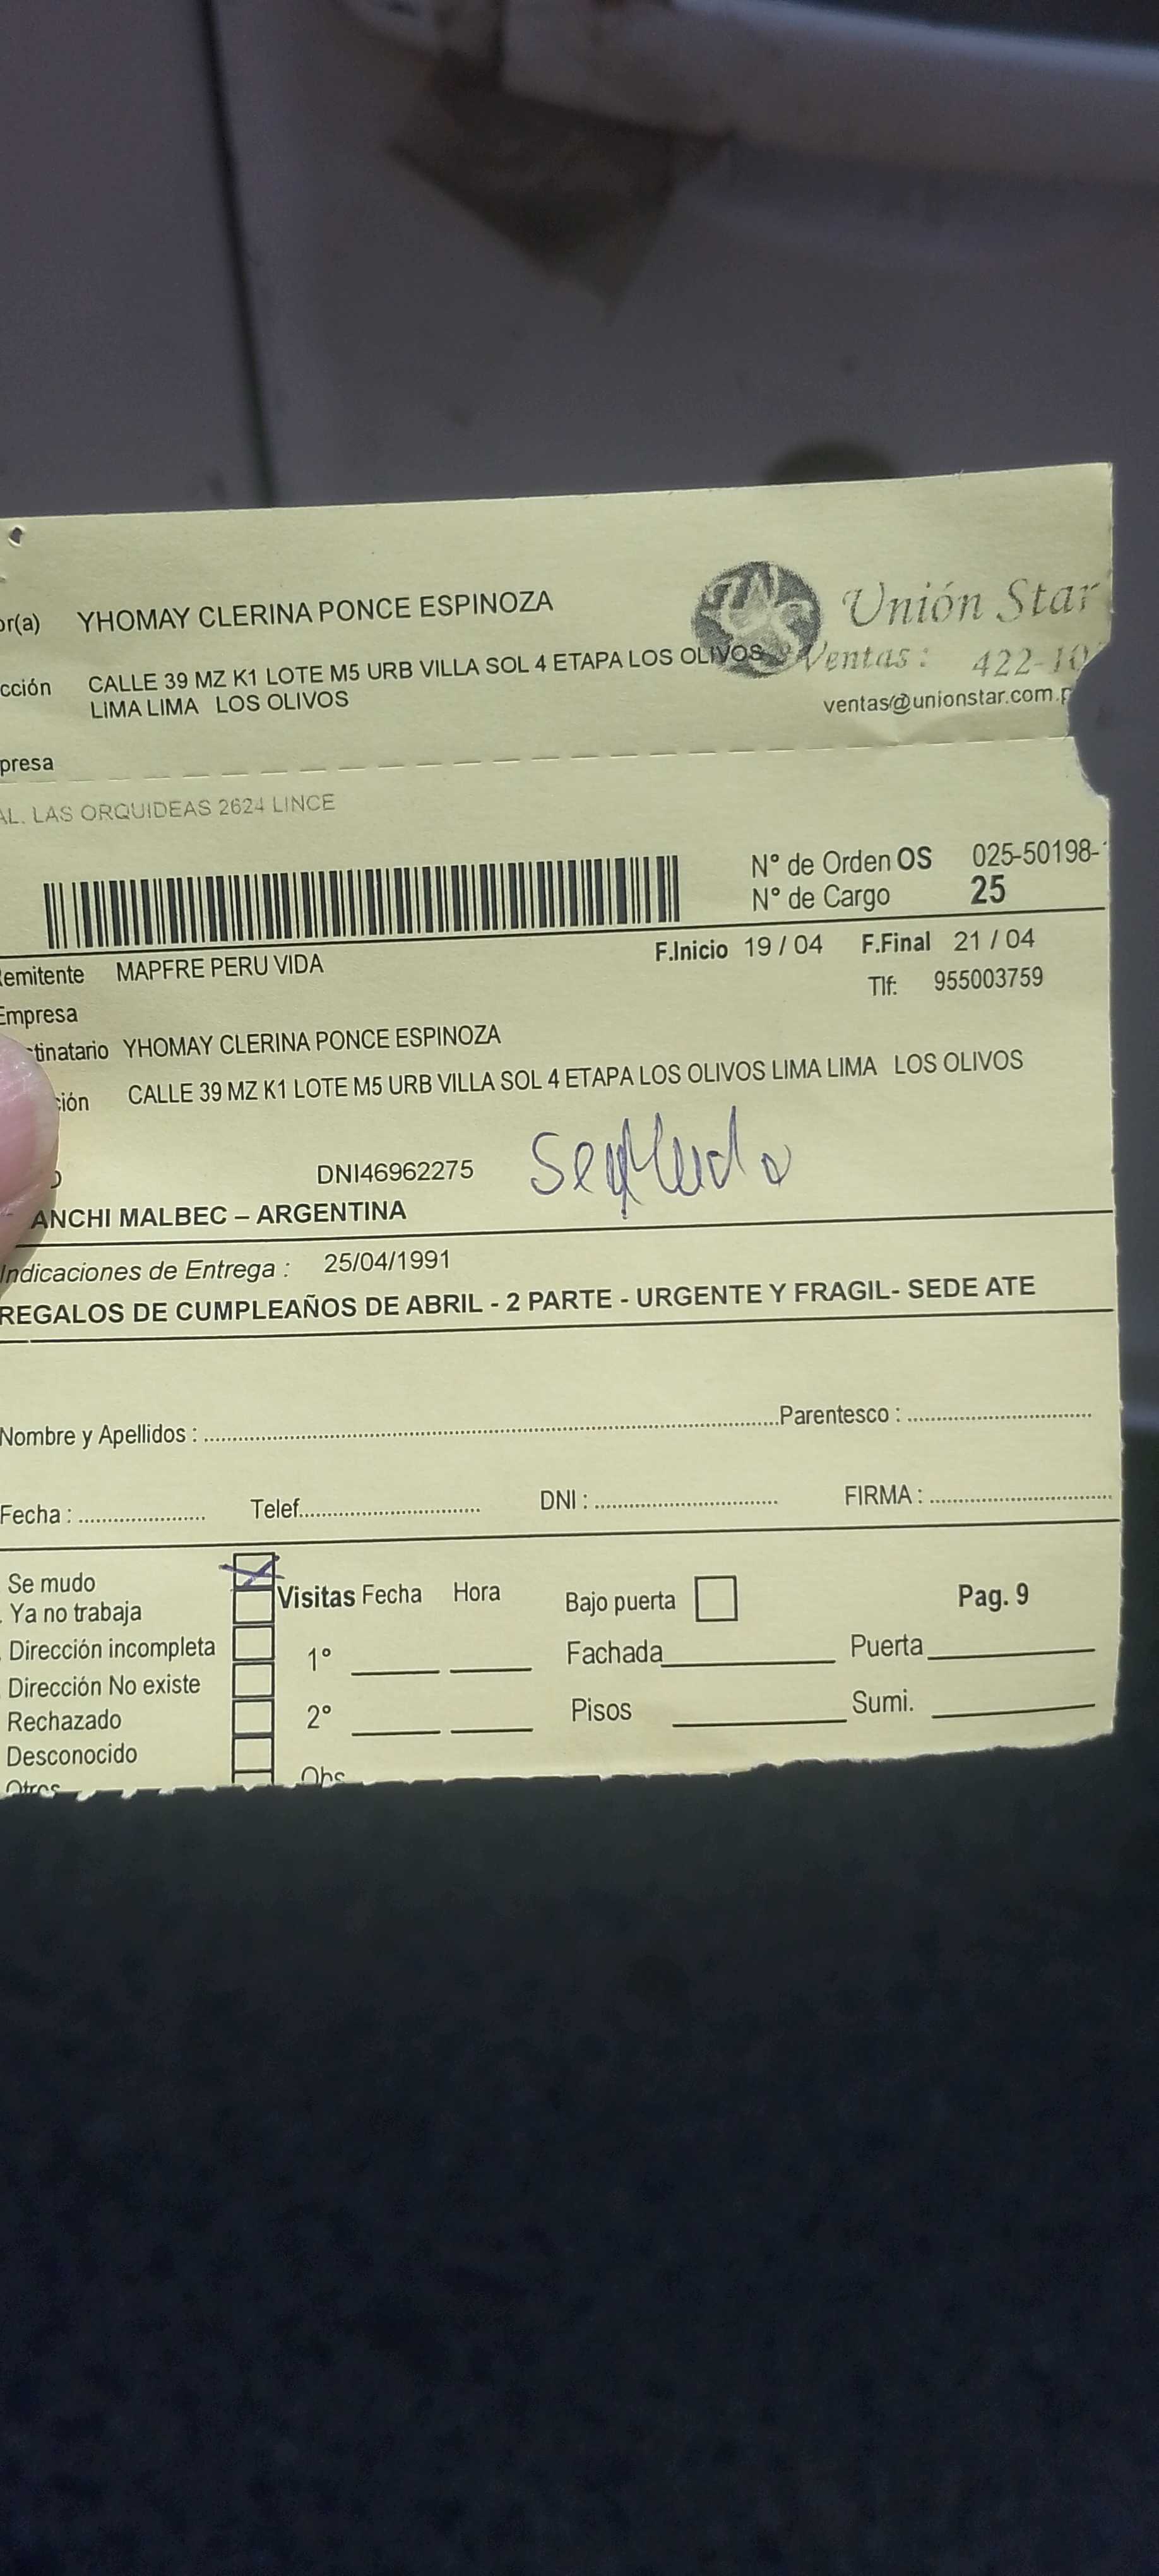 or(a) YHOMAY CLERINA PONCE ESPINOZA
Unión Star
cción CALLE 39 MZ K1 LOTE M5 URB VILLA SOL 4 ETAPA LOS OLIVOS
Ventas: 422-10
LIMA LIMA LOS OLIVOS
ventas@unionstar.com.p
presa
AL. LAS ORQUIDEAS 2624 LINCE
N° de Orden OS 025-50198-
N° de Cargo 25
F.Inicio 19 / 04 F.Final 21 / 04
Remitente MAPFRE PERU VIDA
Tlf: 955003759
Empresa
tinatario YHOMAY CLERINA PONCE ESPINOZA
ción CALLE 39 MZ K1 LOTE M5 URB VILLA SOL 4 ETAPA LOS OLIVOS LIMA LIMA LOS OLIVOS
DNI46962275
ANCHI MALBEC – ARGENTINA
Indicaciones de Entrega : 25/04/1991
REGALOS DE CUMPLEAÑOS DE ABRIL - 2 PARTE - URGENTE Y FRAGIL- SEDE ATE
Nombre y Apellidos : Parentesco :
Fecha : Telef. DNI : FIRMA :
Se mudo
Visitas Fecha Hora Bajo puerta Pag. 9
Ya no trabaja
Dirección incompleta 1° Fachada Puerta
Dirección No existe
Rechazado 2° Pisos Sumi.
Desconocido
Otros Obs